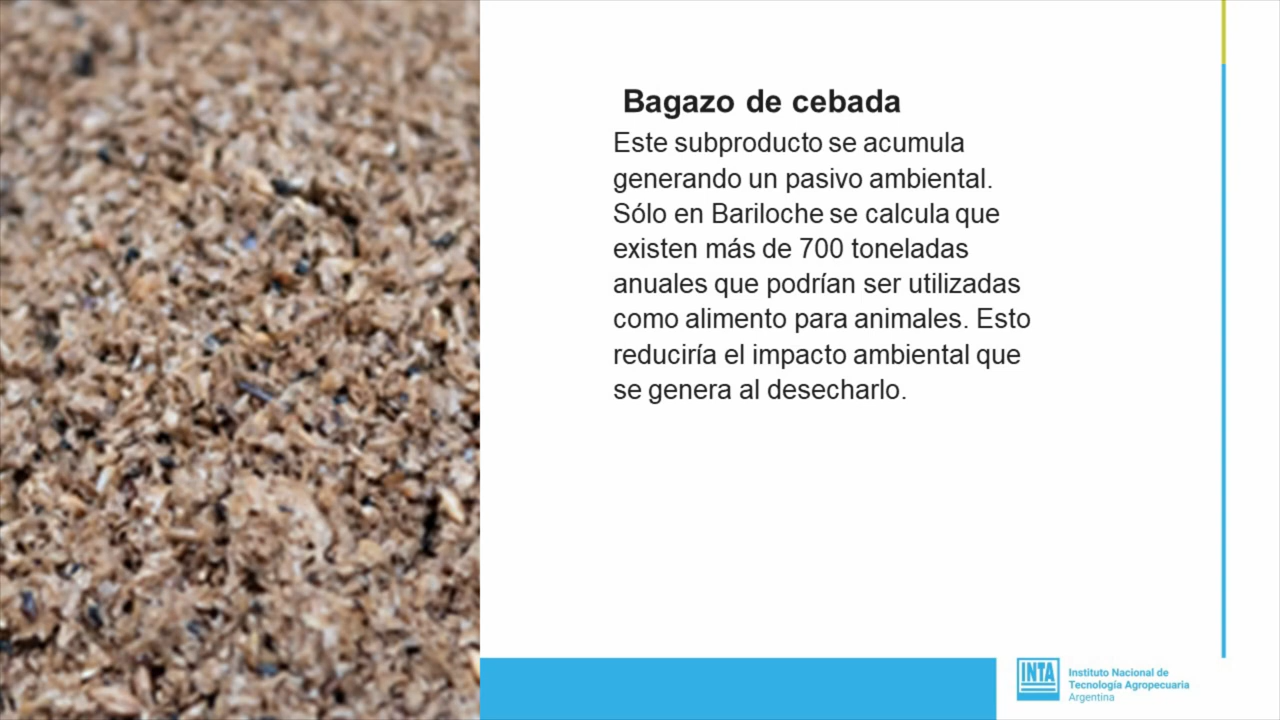 Bagazo de cebada
Este subproducto se acumula
generando un pasivo ambiental.
Sólo en Bariloche se calcula que
existen más de 700 toneladas
anuales que podrían ser utilizadas
como alimento para animales. Esto
reduciría el impacto ambiental que
se genera al desecharlo.
INTA
Instituto Nacional de
Tecnología Agropecuaria
Argentina